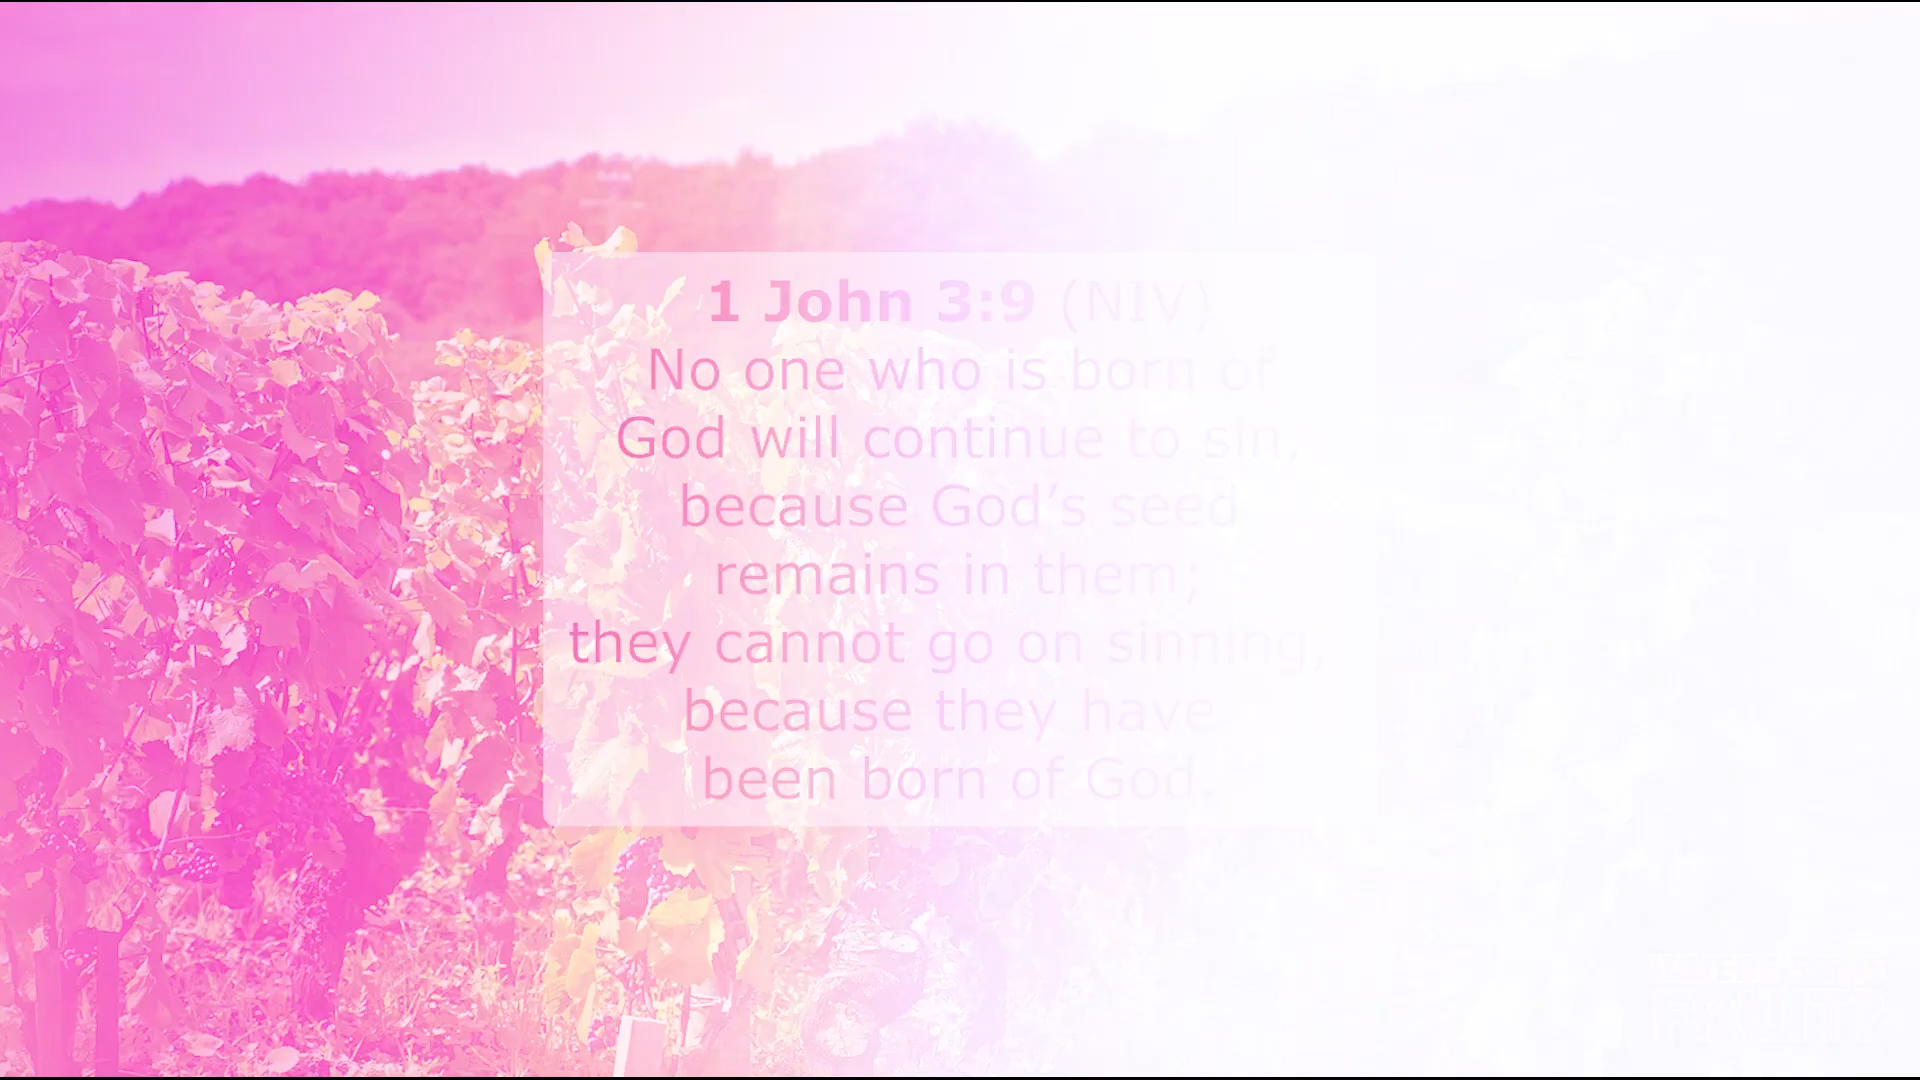 1 John 3:9 (NIV)
No one who is born of
God will continue to sin,
because God’s seed
remains in them;
they cannot go on sinning,
because they have
been born of God.